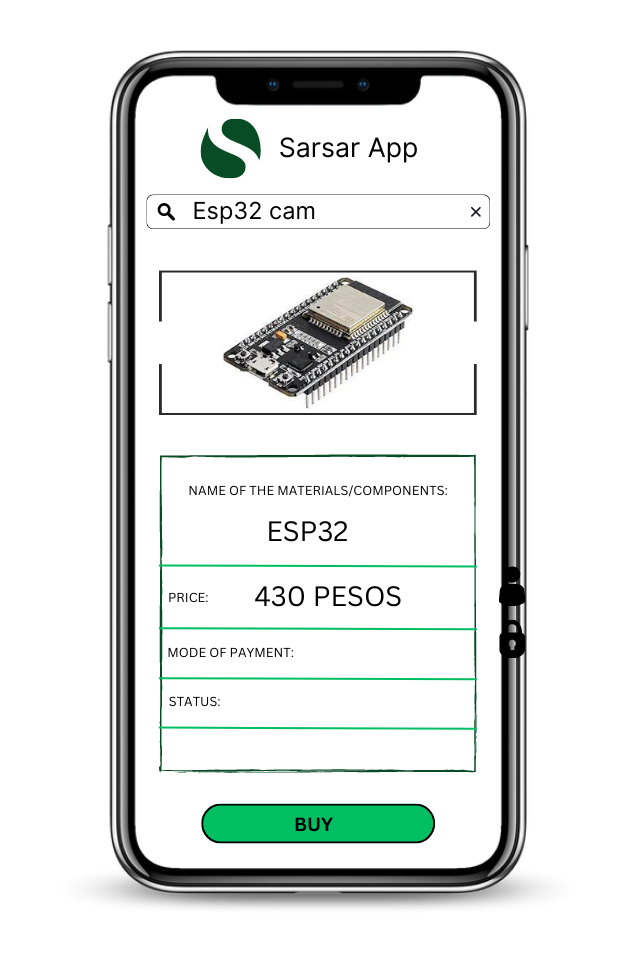 Sarsar App
Esp32 cam
NAME OF THE MATERIALS/COMPONENTS:
ESP32
PRICE: 430 PESOS
MODE OF PAYMENT:
STATUS:
BUY